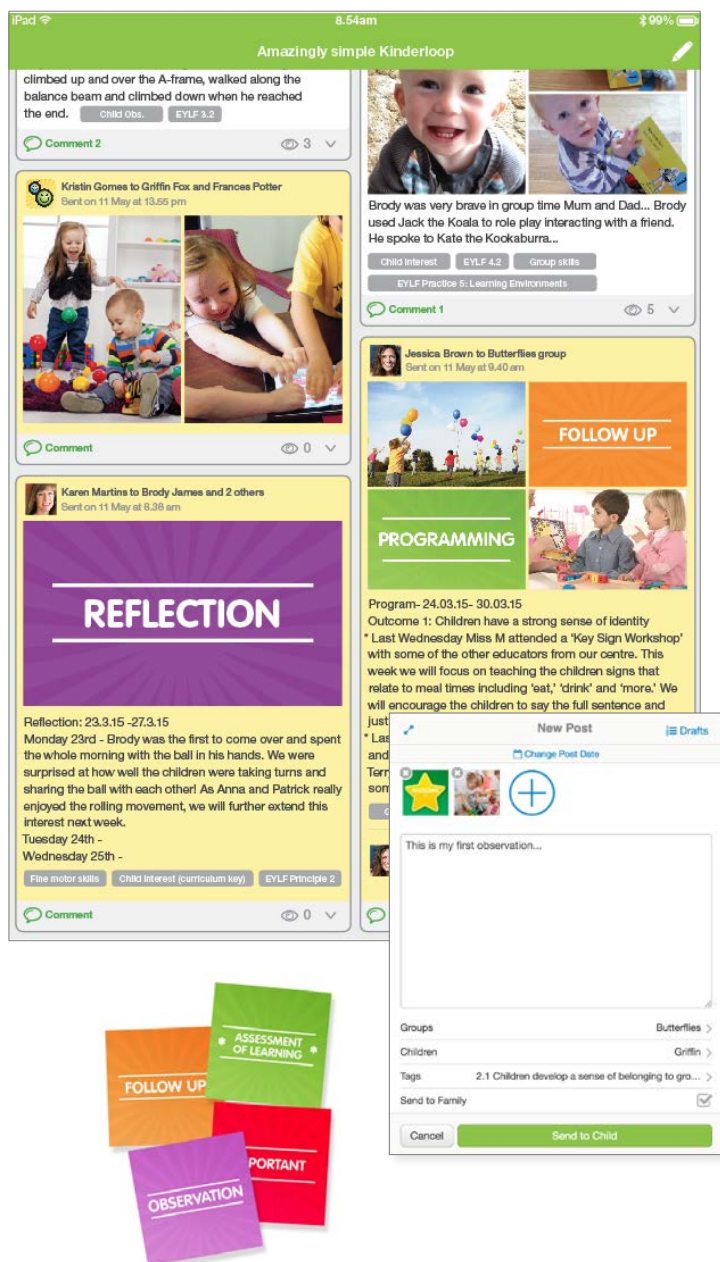 iPad
8.54am
99%
Amazingly simple Kinderloop
climbed up and over the A-frame, walked along the
balance beam and climbed down when he reached
the end. Child Obs. EYLF 3.2
Comment 2
3
Kristin Gomes to Griffin Fox and Frances Potter
Sent on 11 May at 13.55 pm
Comment
0
Karen Martins to Brody James and 2 others
Sent on 11 May at 8.38 am
REFLECTION
Reflection: 23.3.15 -27.3.15
Monday 23rd - Brody was the first to come over and spent
the whole morning with the ball in his hands. We were
surprised at how well the children were taking turns and
sharing the ball with each other! As Anna and Patrick really
enjoyed the rolling movement, we will further extend this
interest next week.
Tuesday 24th -
Wednesday 25th -
Fine motor skills Child Interest (curriculum key) EYLF Principle 2
Comment
0
Brody was very brave in group time Mum and Dad... Brody
used Jack the Koala to role play interacting with a friend.
He spoke to Kate the Kookaburra...
Child Interest EYLF 4.2 Group skills
EYLF Practice 5: Learning Environments
Comment 1
5
Jessica Brown to Butterflies group
Sent on 11 May at 9.40 am
FOLLOW UP
PROGRAMMING
Program- 24.03.15- 30.03.15
Outcome 1: Children have a strong sense of identity
* Last Wednesday Miss M attended a ‘Key Sign Workshop’
with some of the other educators from our centre. This
week we will focus on teaching the children signs that
relate to meal times including ‘eat,’ ‘drink’ and ‘more.’ We
will encourage the children to say the full sentence and
just
* Las
and
Terr
som
New Post
Drafts
Change Post Date
This is my first observation...
Groups Butterflies
Children Griffin
Tags 2.1 Children develop a sense of belonging to gro...
Send to Family
Cancel Send to Child
ASSESSMENT
OF LEARNING
FOLLOW UP
PORTANT
OBSERVATION